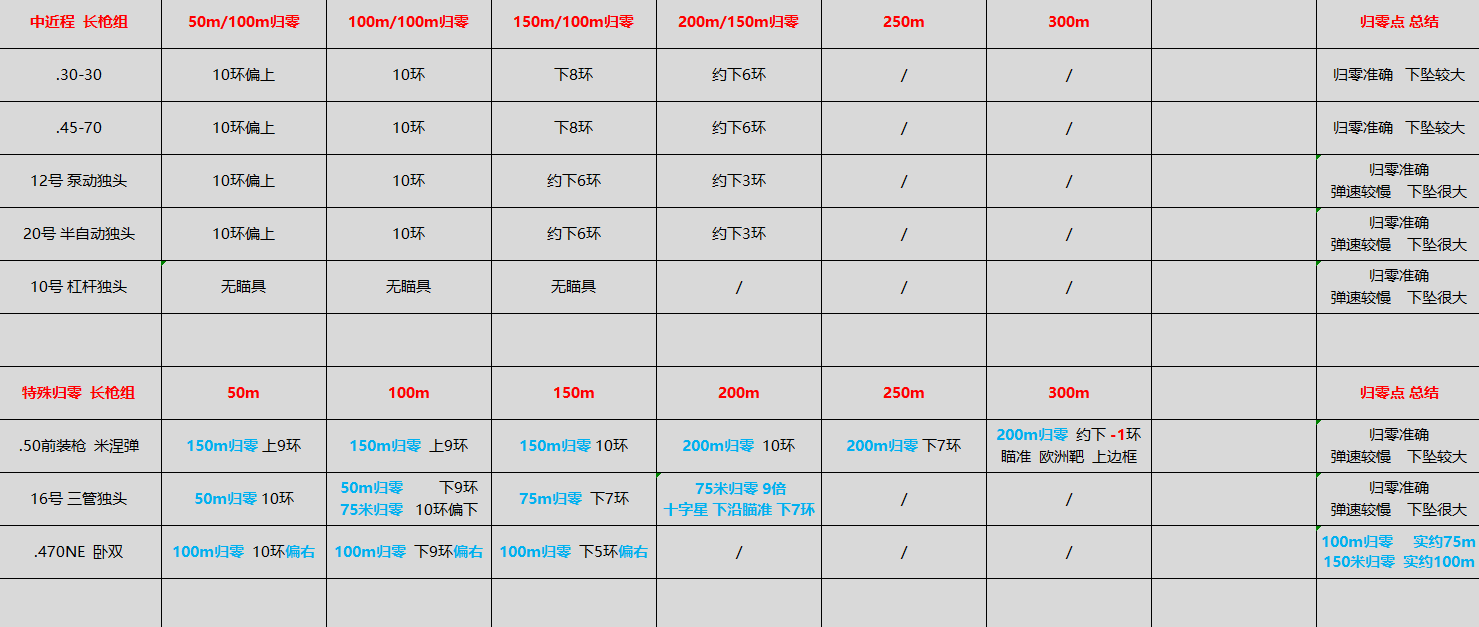 中近程 长枪组 50m/100m归零 100m/100m归零 150m/100m归零 200m/150m归零 250m 300m 归零点 总结
.30-30 10环偏上 10环 下8环 约下6环 / / 归零准确 下坠较大
.45-70 10环偏上 10环 下8环 约下6环 / / 归零准确 下坠较大
12号 泵动独头 10环偏上 10环 约下6环 约下3环 / / 归零准确
弹速较慢 下坠很大
20号 半自动独头 10环偏上 10环 约下6环 约下3环 / / 归零准确
弹速较慢 下坠很大
10号 杠杆独头 无瞄具 无瞄具 无瞄具 / / / 归零准确
弹速较慢 下坠很大
特殊归零 长枪组 50m 100m 150m 200m 250m 300m 归零点 总结
.50前装枪 米涅弹 150m归零 上9环 150m归零 上9环 150m归零 10环 200m归零 10环 200m归零 下7环 200m归零 约下 -1环
瞄准 欧洲靶 上边框
归零准确
弹速较慢 下坠较大
16号 三管独头 50m归零 10环 50m归零 下9环
75米归零 10环偏下
75m归零 下7环 75米归零 9倍
十字星 下沿瞄准 下7环
/ / 归零准确
弹速较慢 下坠很大
.470NE 卧双 100m归零 10环偏右 100m归零 下9环偏右 100m归零 下5环偏右 / / / 100m归零 实约75m
150米归零 实约100m